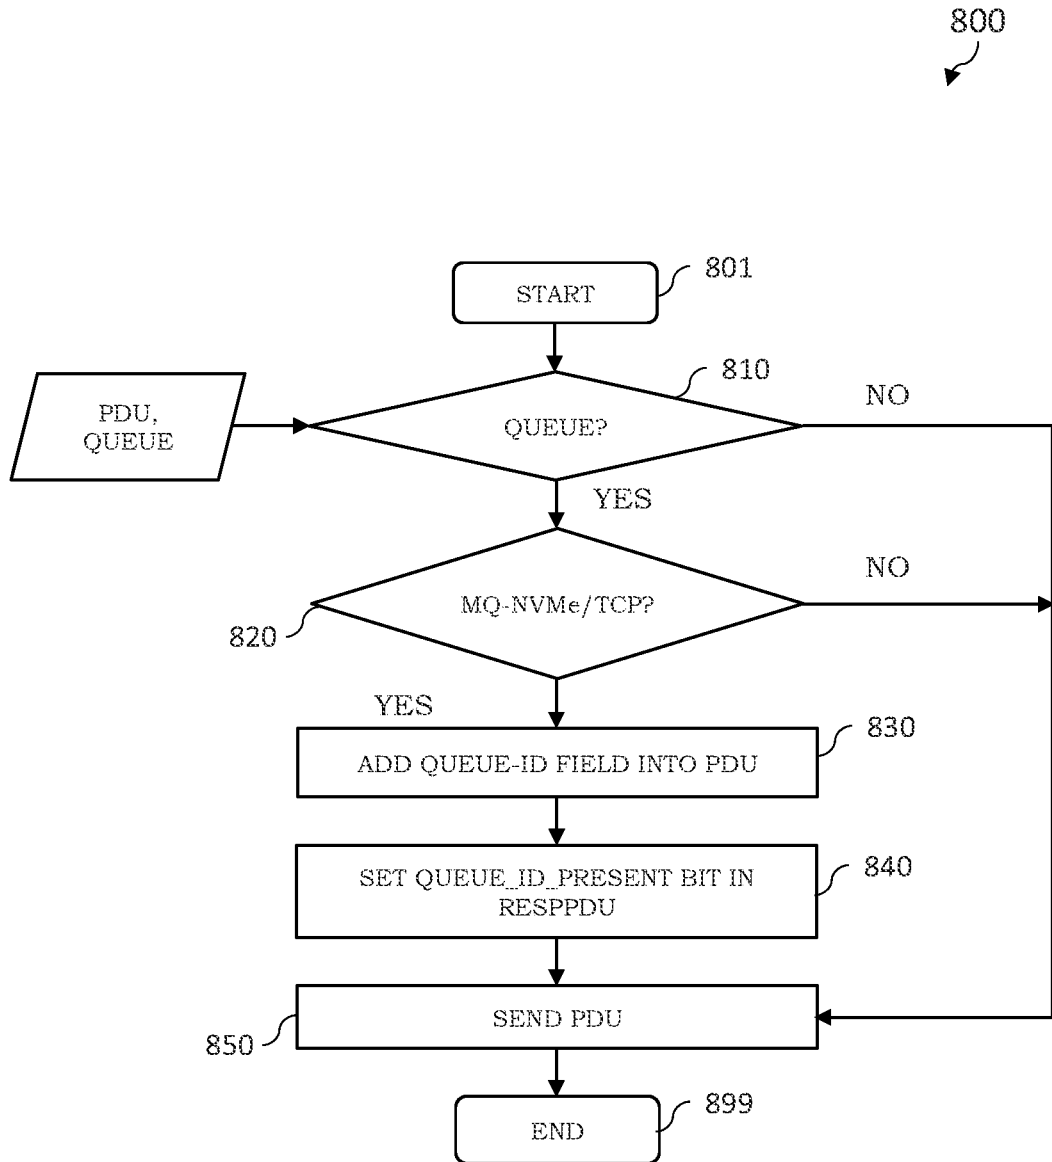 800
START
801
PDU,
QUEUE
810
QUEUE?
NO
YES
MQ-NVMe/TCP?
820
NO
YES
830
ADD QUEUE-ID FIELD INTO PDU
SET QUEUE_ID_PRESENT BIT IN
RESPPDU
840
SEND PDU
850
END
899